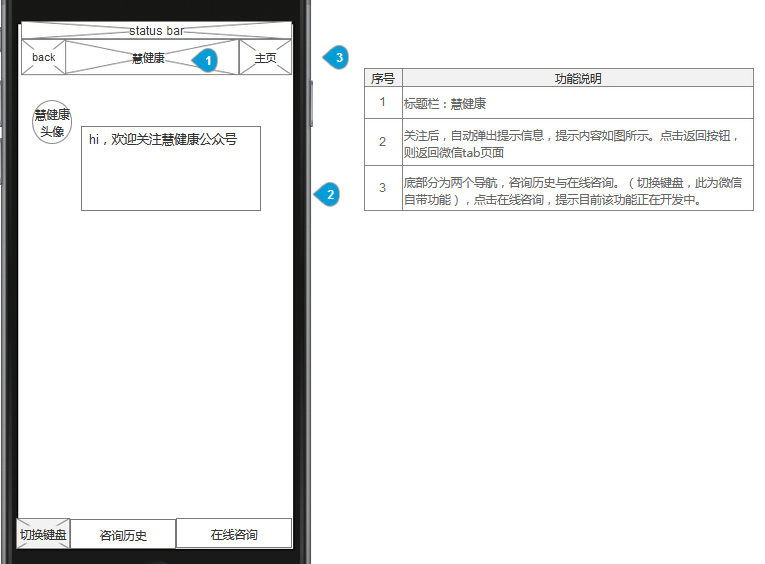 status bar
back
慧健康
1
主页
3
慧健康
头像
hi，欢迎关注慧健康公众号
2
切换键盘
咨询历史
在线咨询
序号 功能说明
1 标题栏：慧健康
2 关注后，自动弹出提示信息，提示内容如图所示。点击返回按钮，
则返回微信tab页面
3 底部分为两个导航，咨询历史与在线咨询。（切换键盘，此为微信
自带功能），点击在线咨询，提示目前该功能正在开发中。